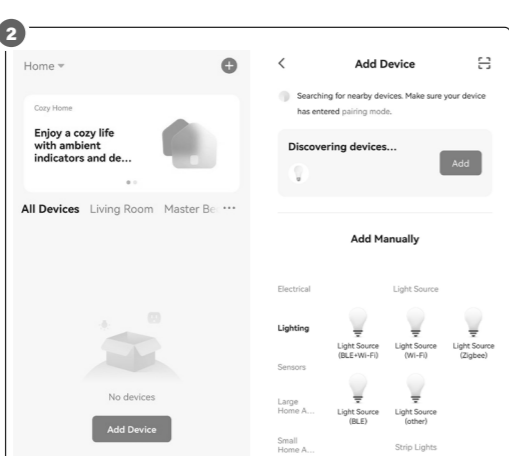 2
Home
Cozy Home
Enjoy a cozy life
with ambient
indicators and de...
All Devices Living Room Master Be ...
No devices
Add Device
Add Device
Searching for nearby devices. Make sure your device
has entered pairing mode.
Discovering devices...
Add
Add Manually
Electrical
Light Source
Lighting
Light Source
(BLE+Wi-Fi)
Light Source
(Wi-Fi)
Light Source
(Zigbee)
Sensors
Large
Home A...
Light Source
(BLE)
Light Source
(other)
Small
Home A...
Strip Lights